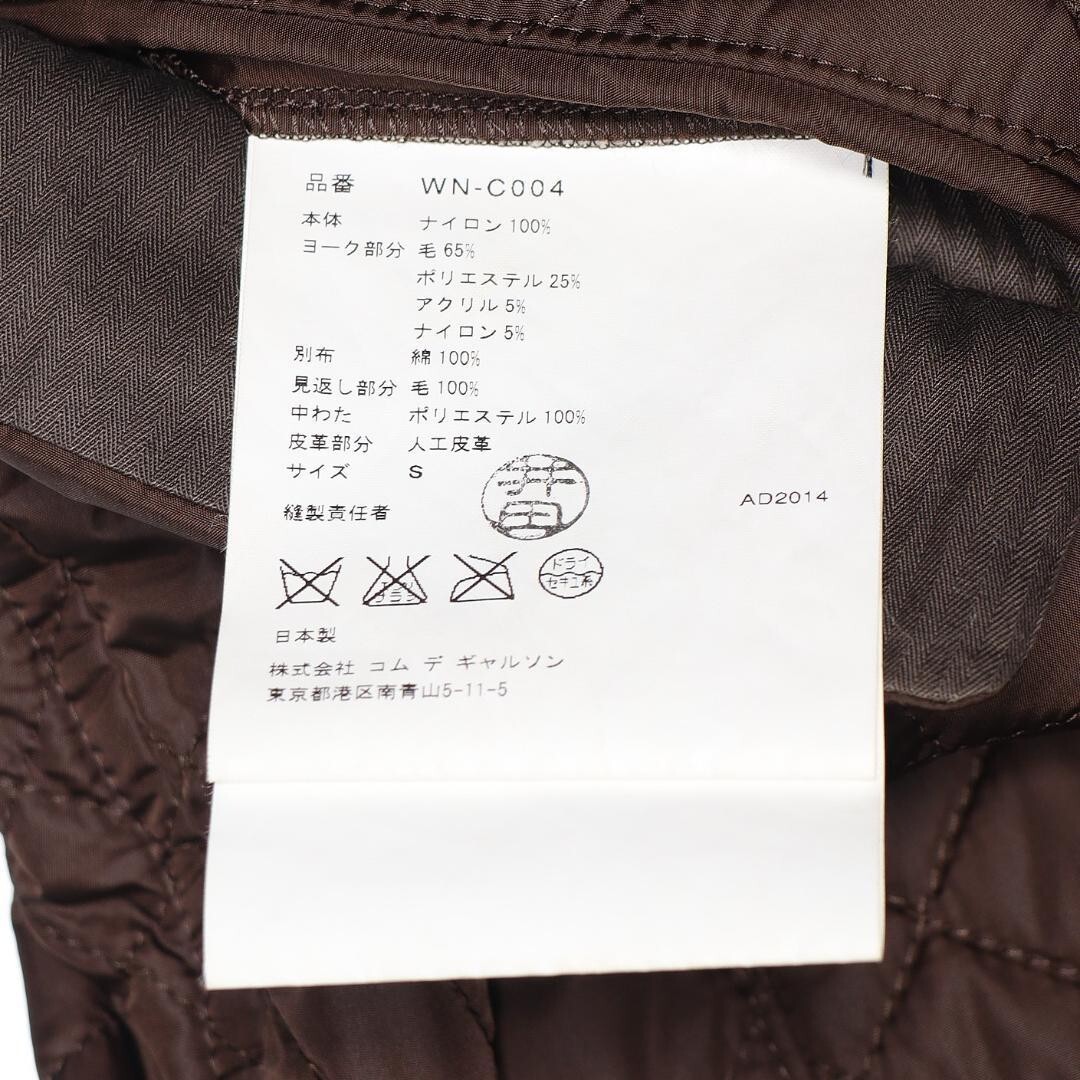 品番 WN-C004
本体 ナイロン 100%
ヨーク部分 毛 65%
ポリエステル 25%
アクリル 5%
ナイロン 5%
別布 綿 100%
見返し部分 毛 100%
中わた ポリエステル 100%
皮革部分 人工皮革
サイズ S
縫製責任者
AD2014
ドライ
セキユ系
日本製
株式会社 コム デ ギャルソン
東京都港区南青山5-11-5